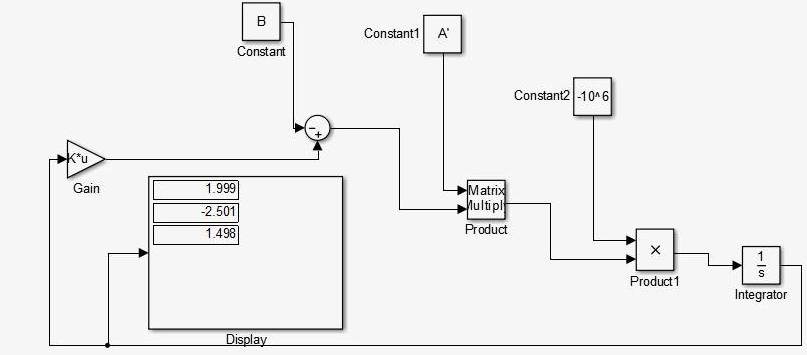 B
Constant
Constant1
A'
Constant2
-10^6
K*u
Gain
1.999
-2.501
1.498
Display
Matrix
Multipl
Product
×
Product1
1
s
Integrator